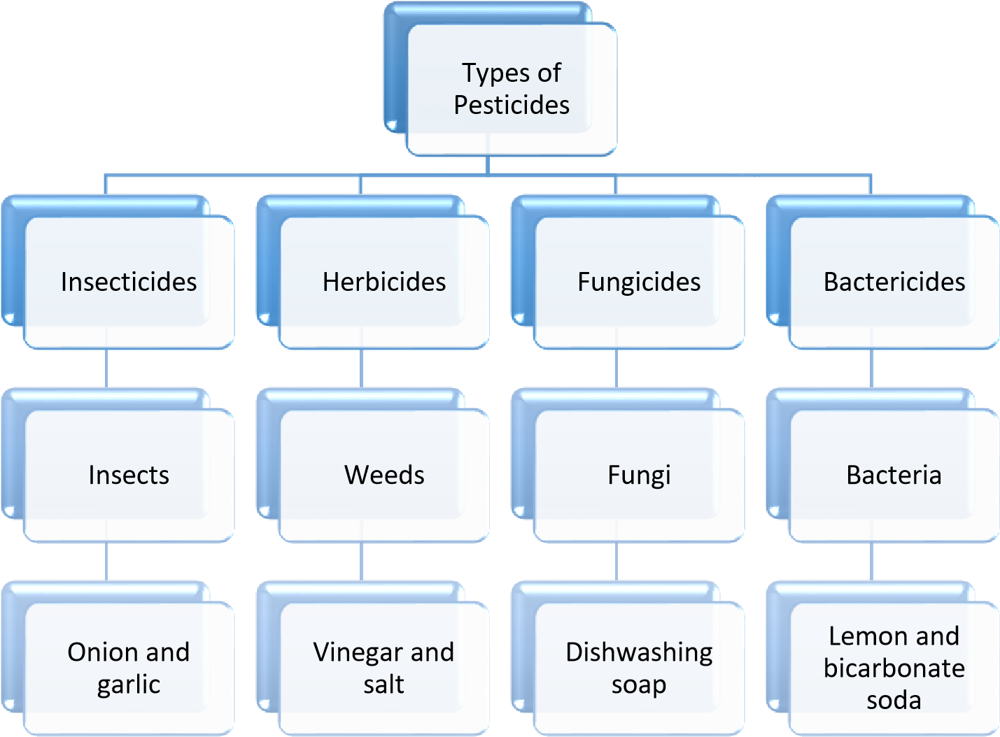 Types of
Pesticides
Insecticides
Herbicides
Fungicides
Bactericides
Insects
Weeds
Fungi
Bacteria
Onion and
garlic
Vinegar and
salt
Dishwashing
soap
Lemon and
bicarbonate
soda